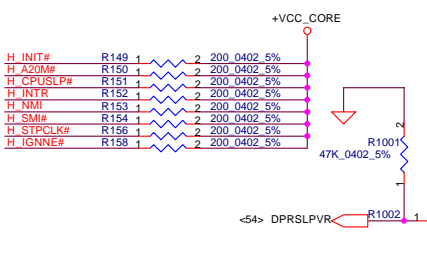 +VCC_CORE
H_INIT# R149 1 2 200_0402_5%
H_A20M# R150 1 2 200_0402_5%
H_CPUSLP# R151 1 2 200_0402_5%
H_INTR R152 1 2 200_0402_5%
H_NMI R153 1 2 200_0402_5%
H_SMI# R154 1 2 200_0402_5%
H_STPCLK# R156 1 2 200_0402_5%
H_IGNNE# R158 1 2 200_0402_5%
2
R1001
47K_0402_5%
1
<54> DPRSLPVR R1002 1